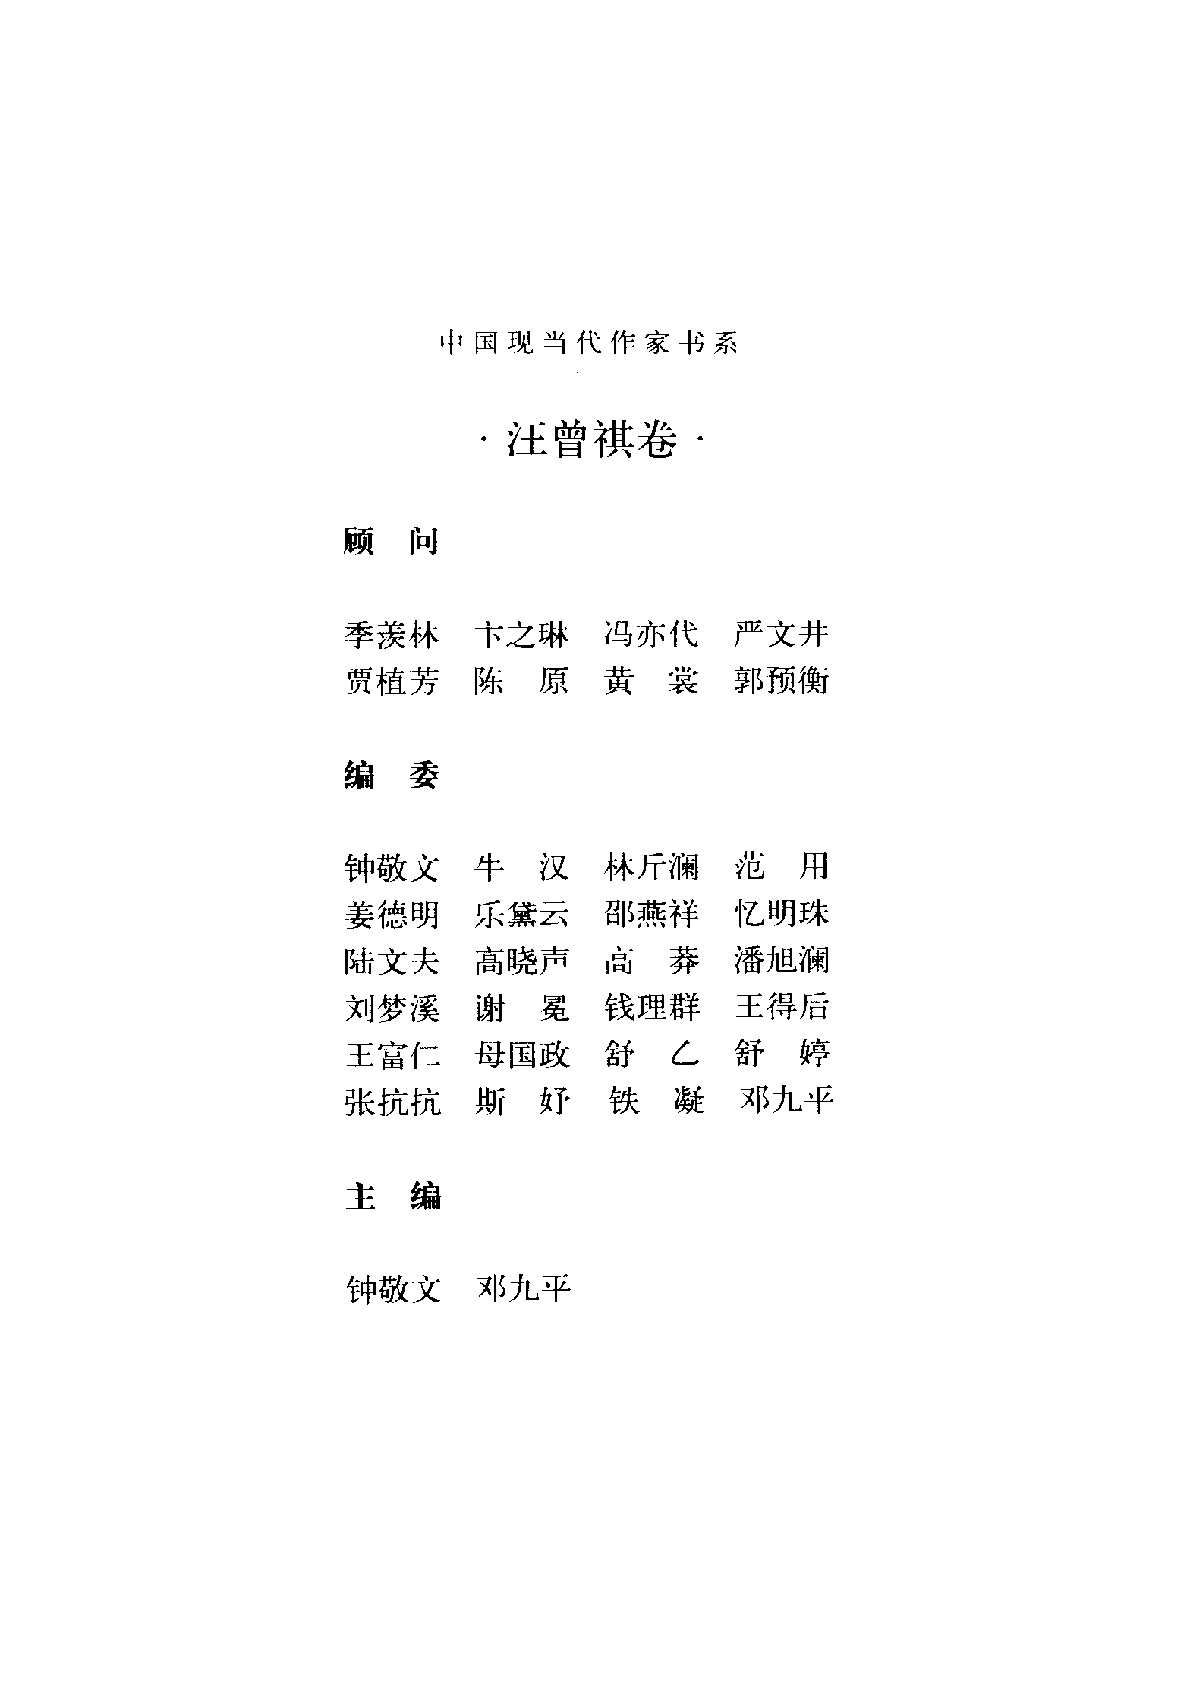 中国现当代作家书系
·汪曾祺卷·
顾　问
季羡林　卞之琳　冯亦代　严文井
贾植芳　陈　原　黄　裳　郭预衡
编　委
钟敬文　牛　汉　林斤澜　范　用
姜德明　乐黛云　邵燕祥　忆明珠
陆文夫　高晓声　高　莽　潘旭澜
刘梦溪　谢　冕　钱理群　王得后
王富仁　母国政　舒　乙　舒　婷
张抗抗　斯　妤　铁　凝　邓九平
主　编
钟敬文　邓九平